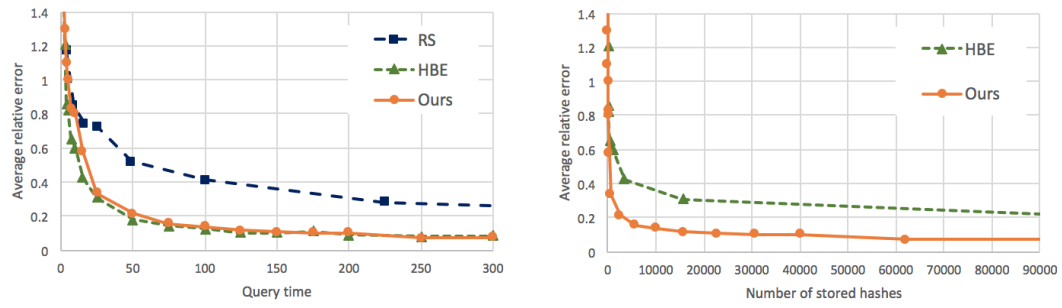 1.4
1.2
1
0.8
0.6
0.4
0.2
0
Average relative error
0 50 100 150 200 250 300
Query time
RS
HBE
Ours
1.4
1.2
1
0.8
0.6
0.4
0.2
0
Average relative error
0 10000 20000 30000 40000 50000 60000 70000 80000 90000
Number of stored hashes
HBE
Ours